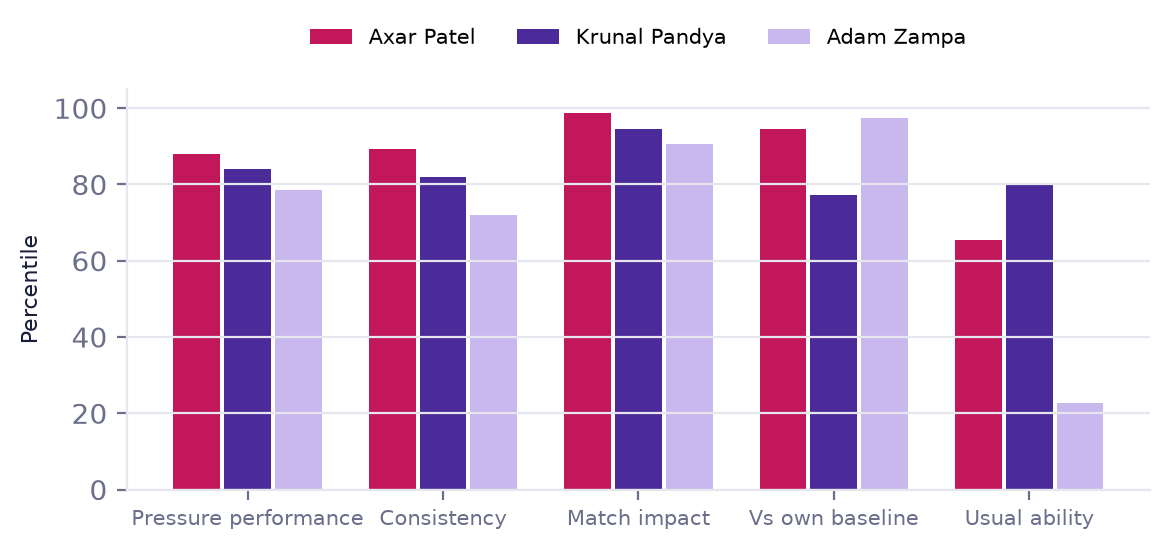 Axar Patel Krunal Pandya Adam Zampa
Percentile
100
80
60
40
20
0
Pressure performance Consistency Match impact Vs own baseline Usual ability